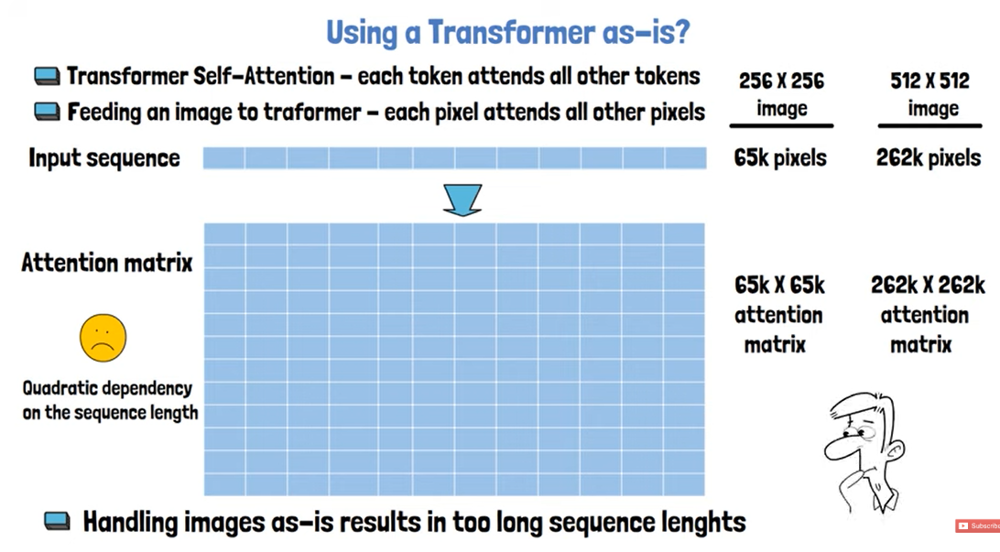 Using a Transformer as-is?
Transformer Self-Attention - each token attends all other tokens
Feeding an image to traformer - each pixel attends all other pixels
256 X 256
image
512 X 512
image
Input sequence
65k pixels
262k pixels
Attention matrix
65k X 65k
attention
matrix
262k X 262k
attention
matrix
Quadratic dependency
on the sequence length
Handling images as-is results in too long sequence lenghts
Subscribe